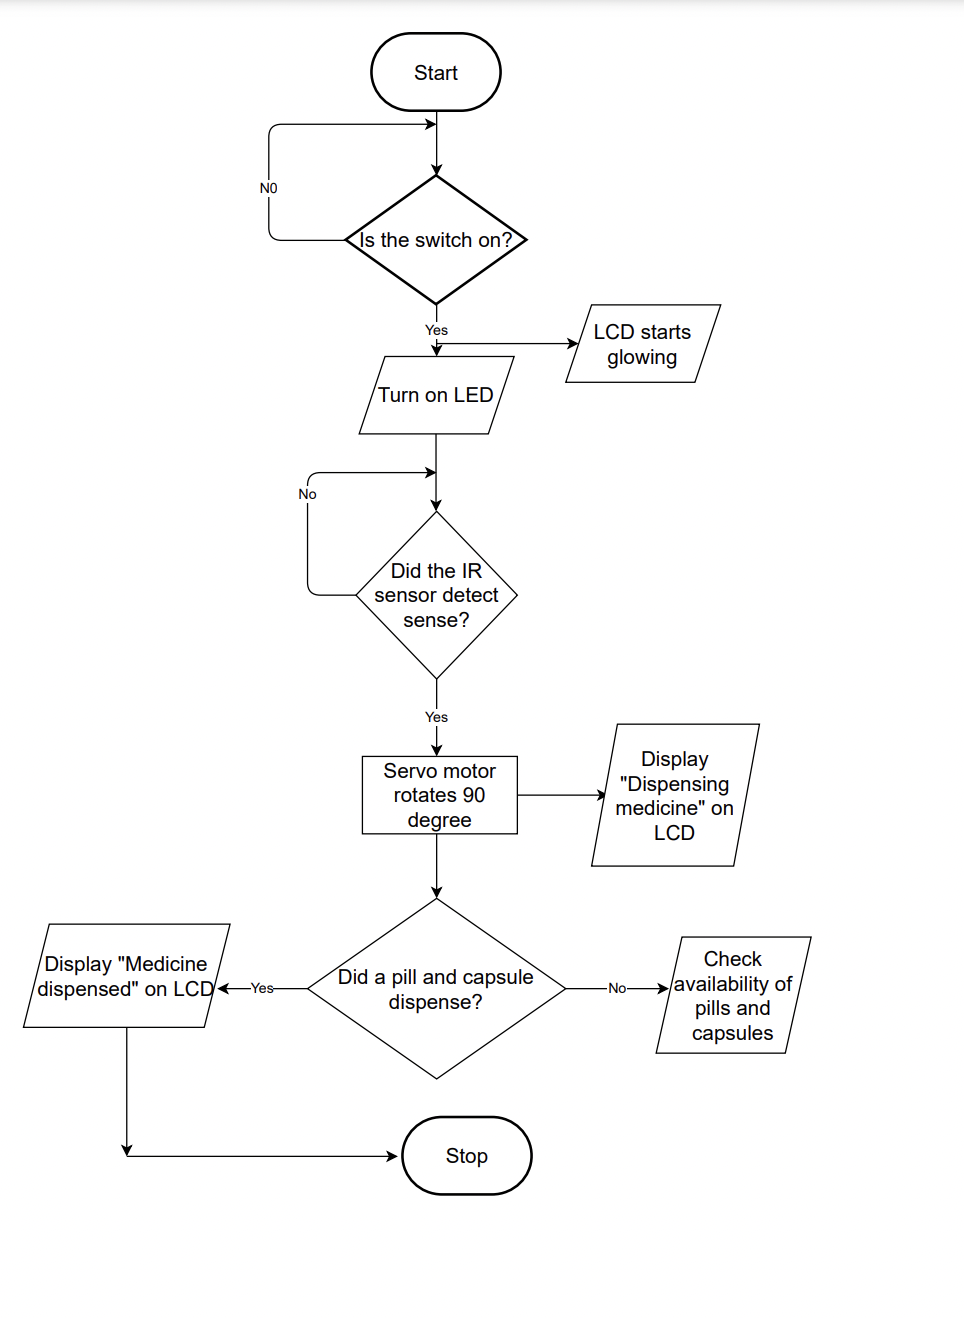 Start
N0
Is the switch on?
Yes
LCD starts
glowing
Turn on LED
No
Did the IR
sensor detect
sense?
Yes
Servo motor
rotates 90
degree
Display
"Dispensing
medicine" on
LCD
Display "Medicine
dispensed" on LCD
Yes
Did a pill and capsule
dispense?
No
Check
availability of
pills and
capsules
Stop